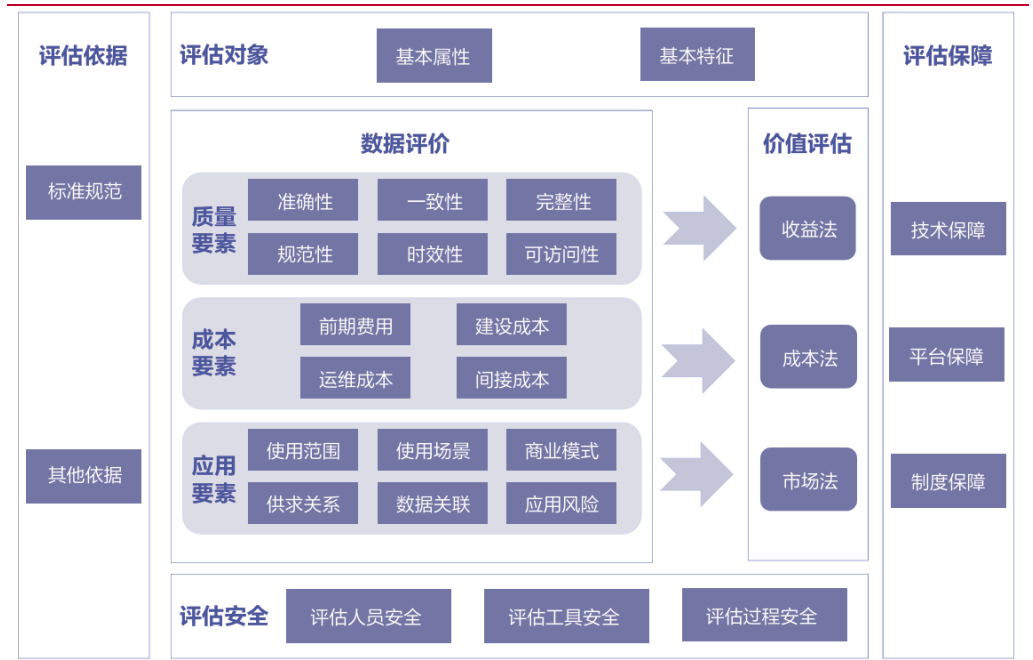 评估依据
标准规范
其他依据
评估对象
基本属性
基本特征
数据评价
质量
要素
准确性
一致性
完整性
规范性
时效性
可访问性
成本
要素
前期费用
建设成本
运维成本
间接成本
应用
要素
使用范围
使用场景
商业模式
供求关系
数据关联
应用风险
价值评估
收益法
成本法
市场法
评估安全
评估人员安全
评估工具安全
评估过程安全
评估保障
技术保障
平台保障
制度保障